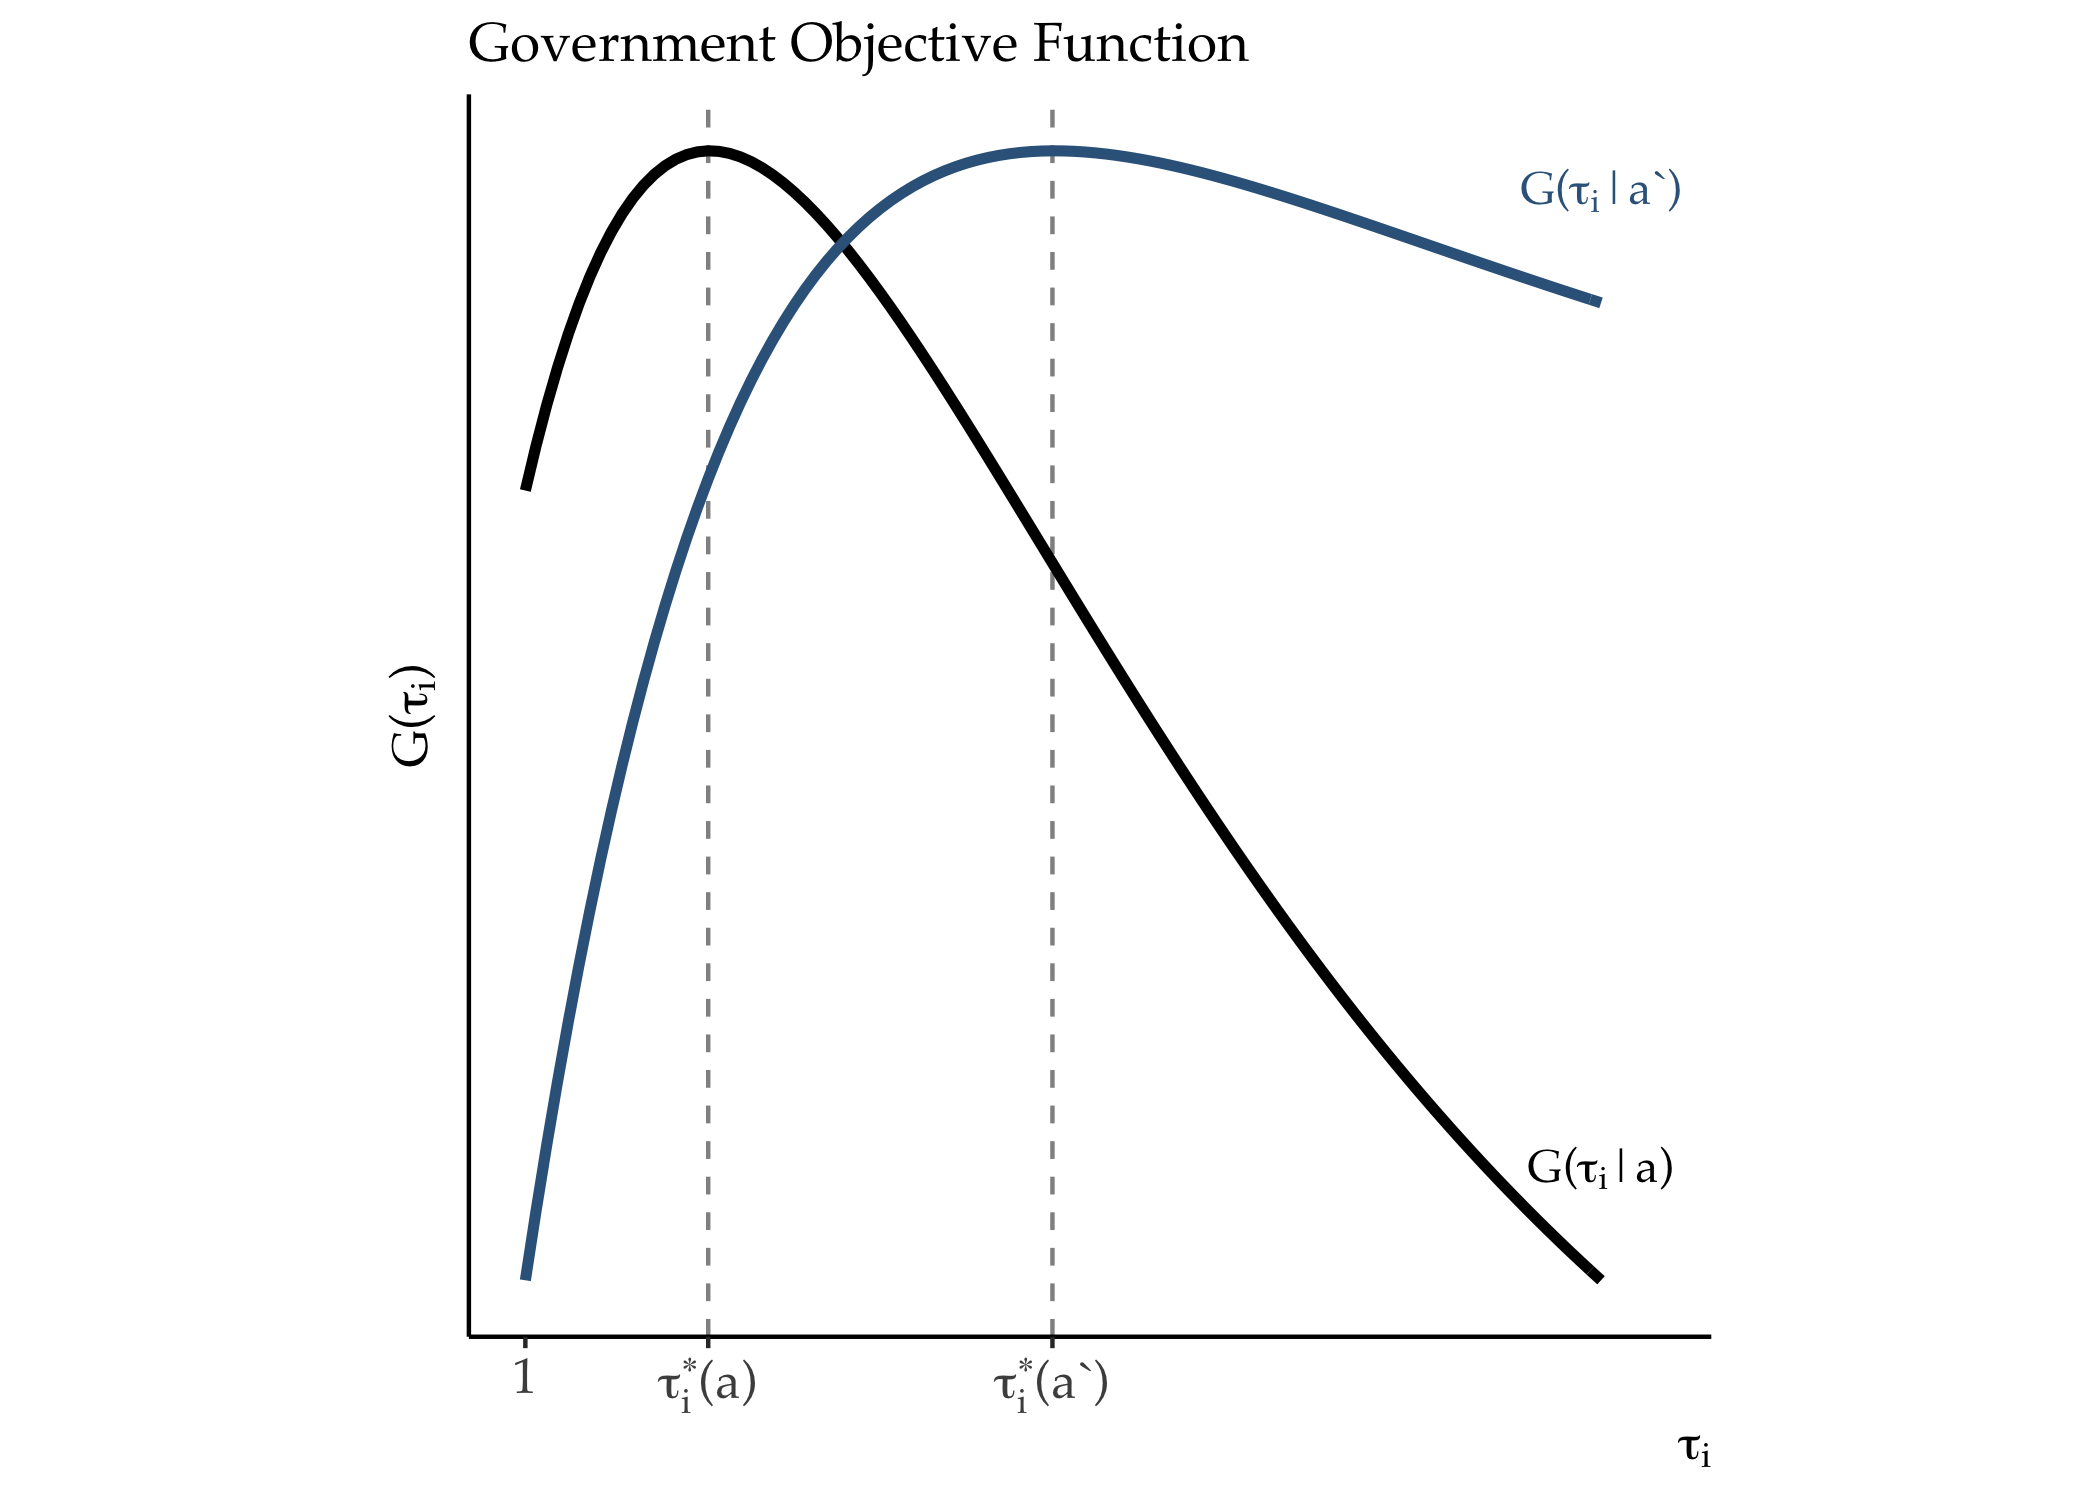 Government Objective Function
G(τi | a`)
G(τi)
G(τi | a)
1
τi*(a)
τi*(a`)
τi